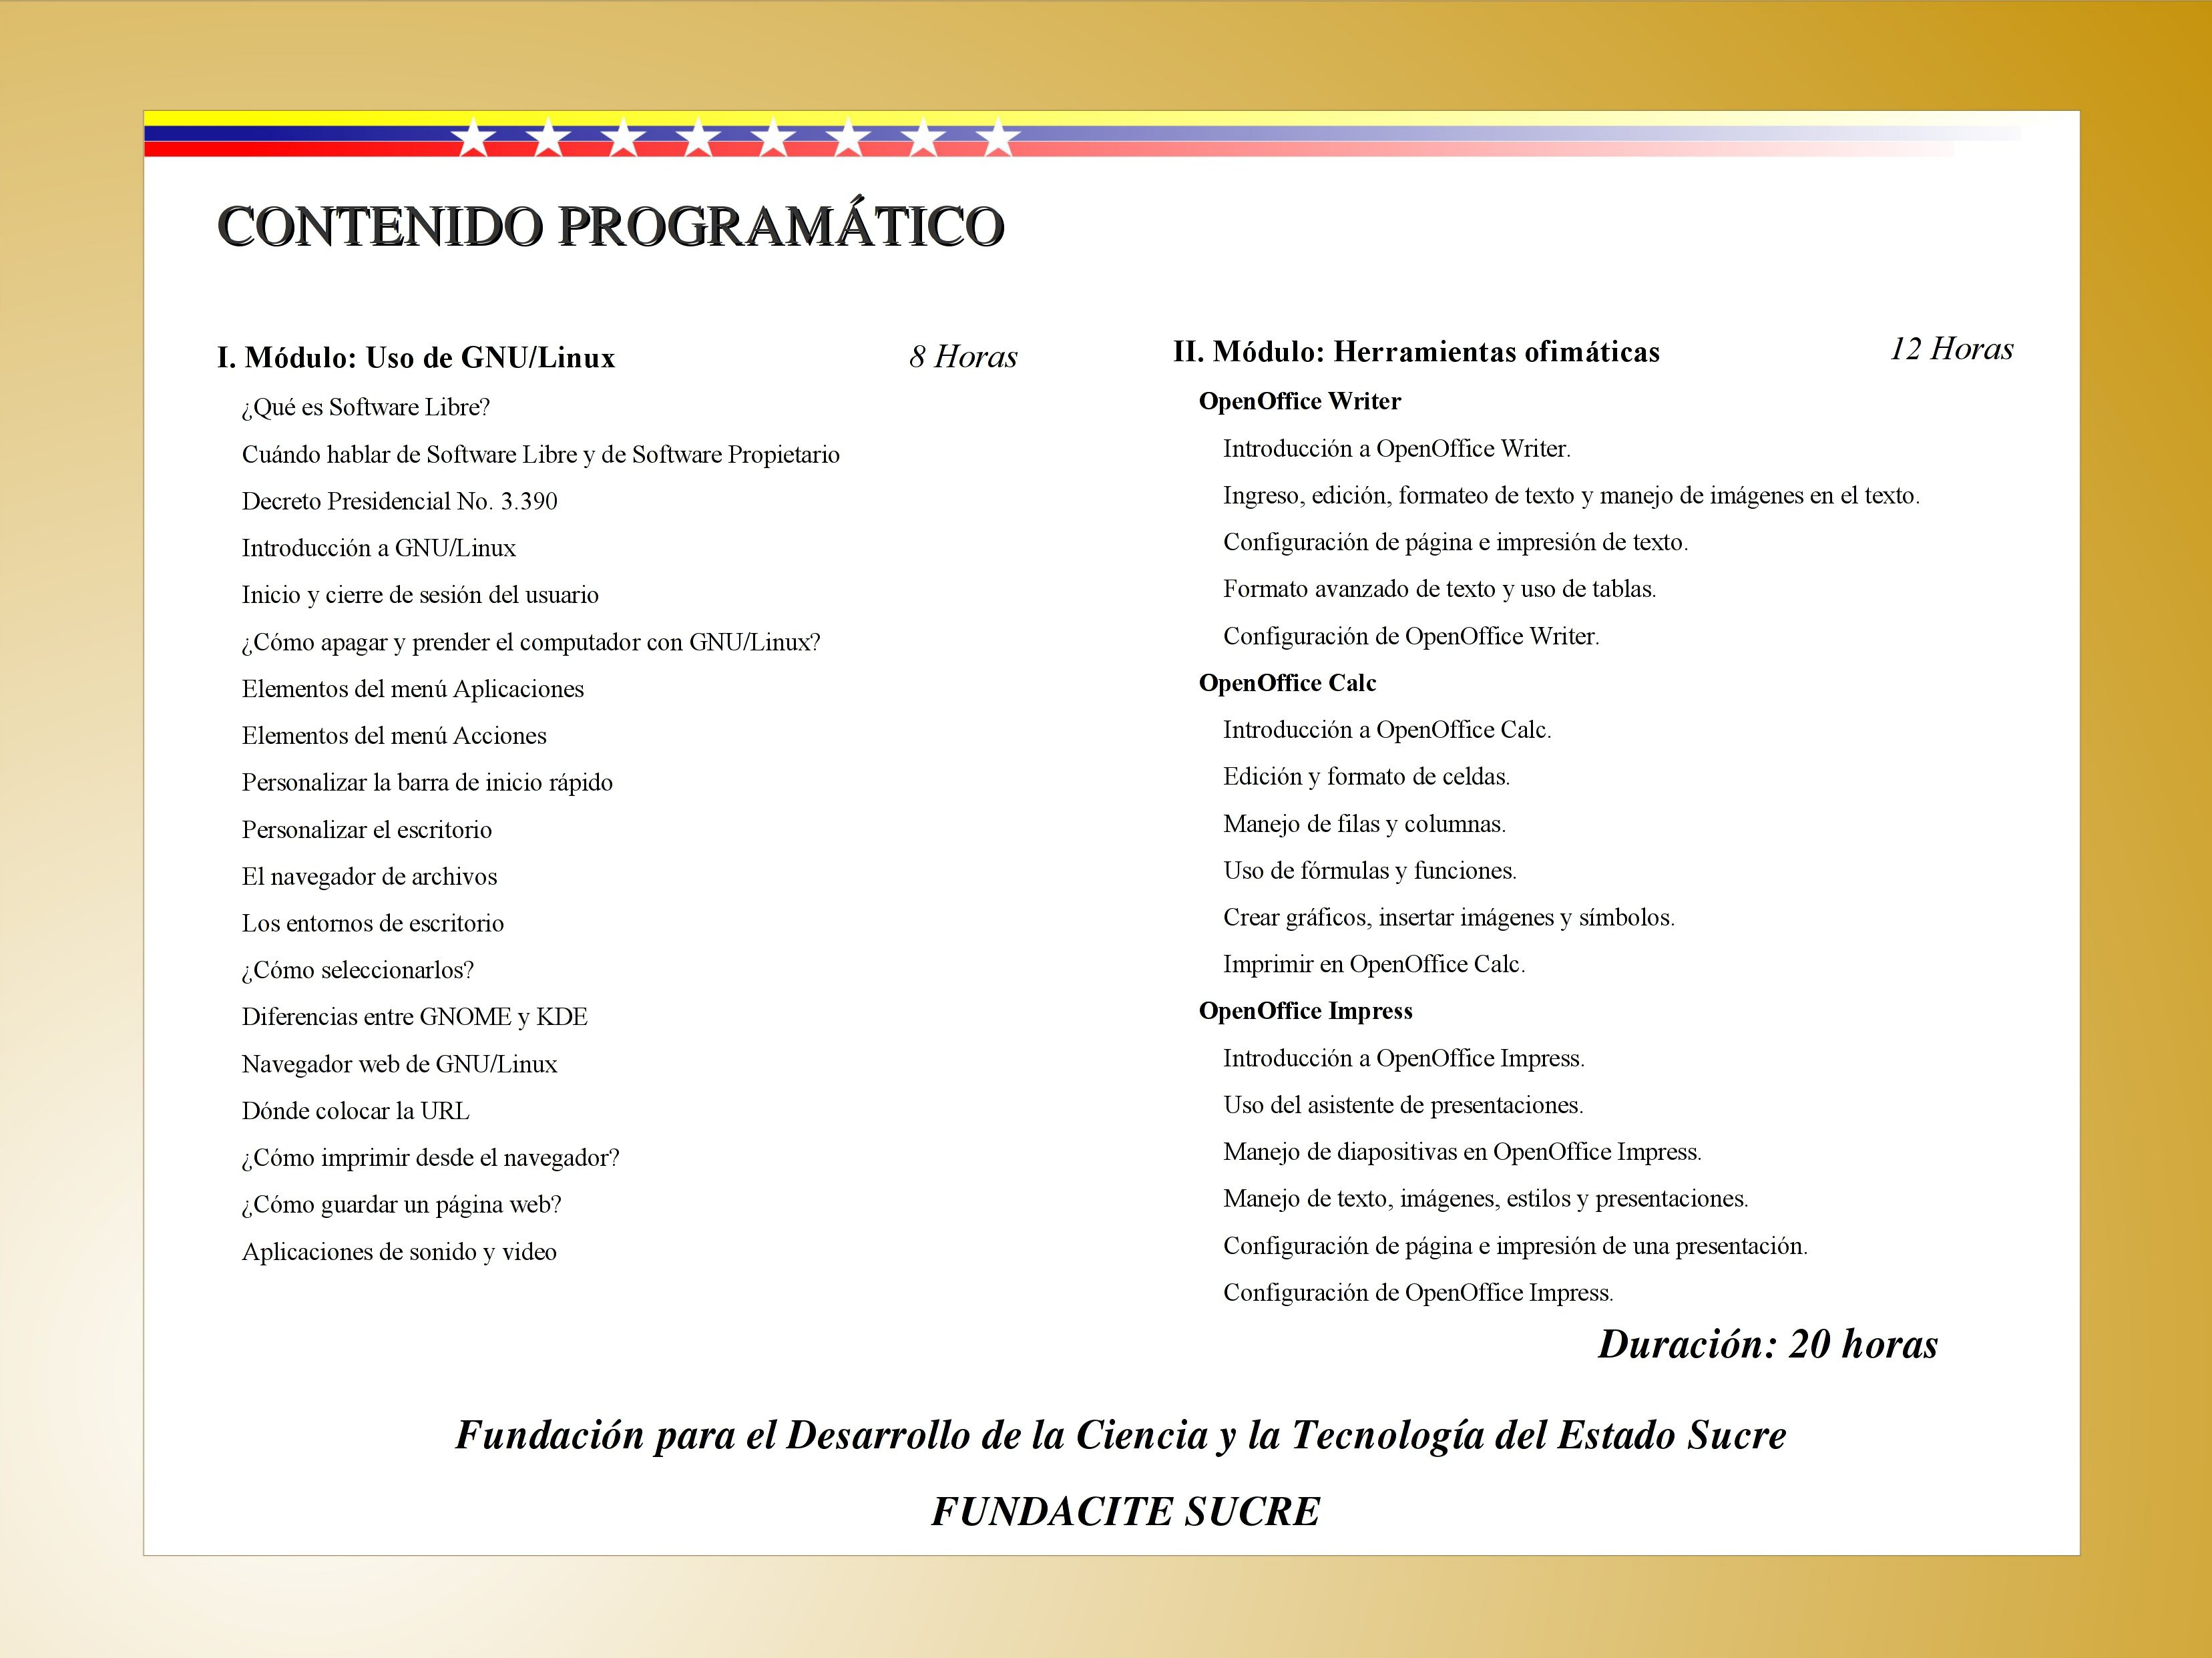 CONTENIDO PROGRAMÁTICO
I. Módulo: Uso de GNU/Linux 8 Horas
¿Qué es Software Libre?
Cuándo hablar de Software Libre y de Software Propietario
Decreto Presidencial No. 3.390
Introducción a GNU/Linux
Inicio y cierre de sesión del usuario
¿Cómo apagar y prender el computador con GNU/Linux?
Elementos del menú Aplicaciones
Elementos del menú Acciones
Personalizar la barra de inicio rápido
Personalizar el escritorio
El navegador de archivos
Los entornos de escritorio
¿Cómo seleccionarlos?
Diferencias entre GNOME y KDE
Navegador web de GNU/Linux
Dónde colocar la URL
¿Cómo imprimir desde el navegador?
¿Cómo guardar un página web?
Aplicaciones de sonido y video
II. Módulo: Herramientas ofimáticas 12 Horas
OpenOffice Writer
Introducción a OpenOffice Writer.
Ingreso, edición, formateo de texto y manejo de imágenes en el texto.
Configuración de página e impresión de texto.
Formato avanzado de texto y uso de tablas.
Configuración de OpenOffice Writer.
OpenOffice Calc
Introducción a OpenOffice Calc.
Edición y formato de celdas.
Manejo de filas y columnas.
Uso de fórmulas y funciones.
Crear gráficos, insertar imágenes y símbolos.
Imprimir en OpenOffice Calc.
OpenOffice Impress
Introducción a OpenOffice Impress.
Uso del asistente de presentaciones.
Manejo de diapositivas en OpenOffice Impress.
Manejo de texto, imágenes, estilos y presentaciones.
Configuración de página e impresión de una presentación.
Configuración de OpenOffice Impress.
Duración: 20 horas
Fundación para el Desarrollo de la Ciencia y la Tecnología del Estado Sucre
FUNDACITE SUCRE